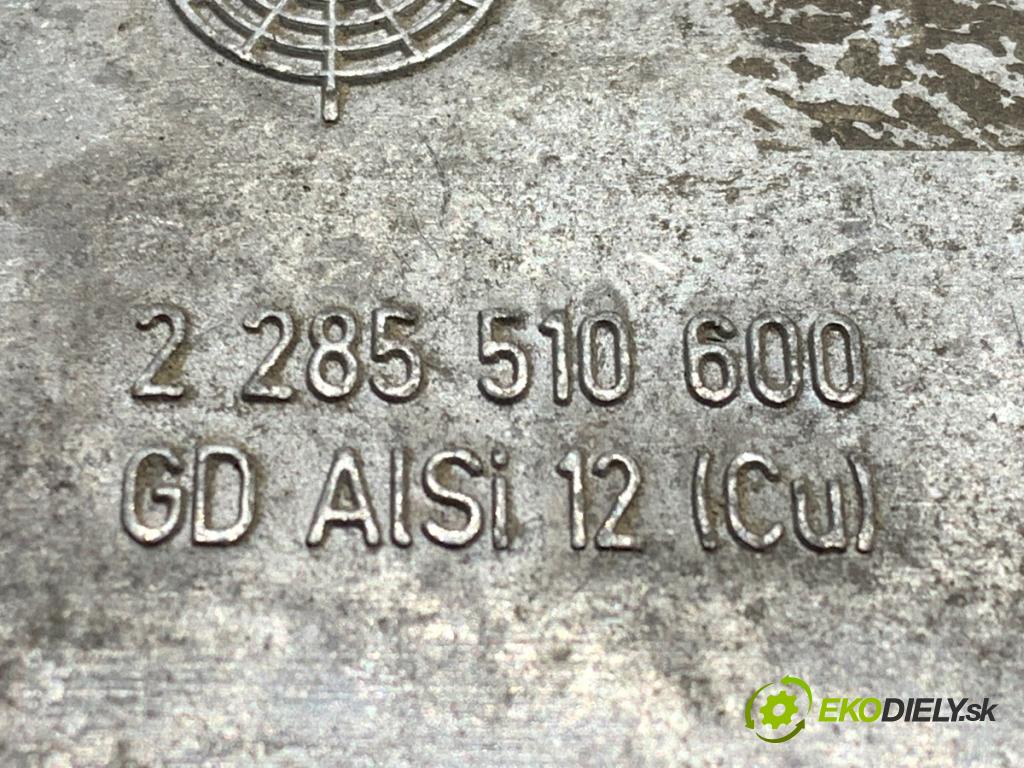 2 285 510 600
GD AlSi 12 (Cu)
EKODIELY.sk